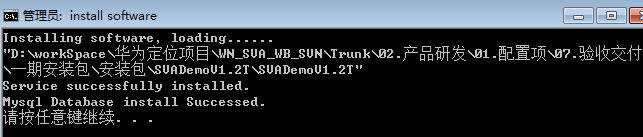 管理员: install software
Installing software, loading......
"D:\workSpace\华为定位项目\WN_SVA_WB_SVN\Trunk\02.产品研发\01.配置项\07.验收交付
\一期安装包\安装包\SVADemoV1.2T\SVADemoV1.2T"
Service successfully installed.
Mysql Database install Successed.
请按任意键继续. . .